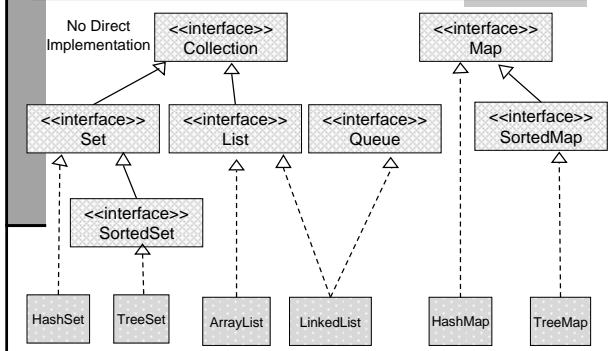 No Direct
Implementation
<<interface>>
Collection
<<interface>>
Map
<<interface>>
Set
<<interface>>
List
<<interface>>
Queue
<<interface>>
SortedMap
<<interface>>
SortedSet
HashSet
TreeSet
ArrayList
LinkedList
HashMap
TreeMap